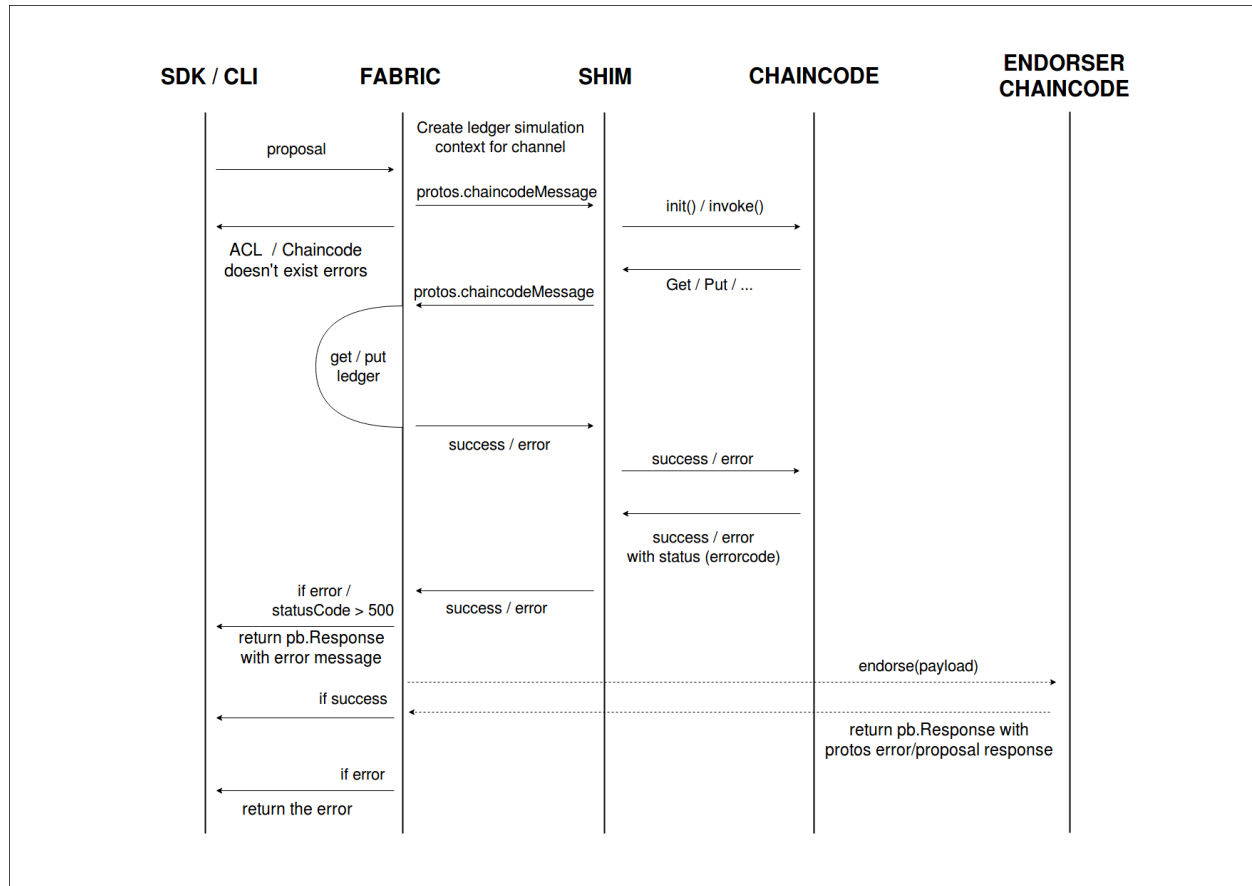 SDK / CLI
FABRIC
SHIM
CHAINCODE
ENDORSER
CHAINCODE
Create ledger simulation
context for channel
proposal
protos.chaincodeMessage
init() / invoke()
ACL / Chaincode
doesn't exist errors
Get / Put / ...
protos.chaincodeMessage
get / put
ledger
success / error
success / error
success / error
with status (errorcode)
if error /
statusCode > 500
success / error
return pb.Response
with error message
endorse(payload)
if success
return pb.Response with
protos error/proposal response
if error
return the error